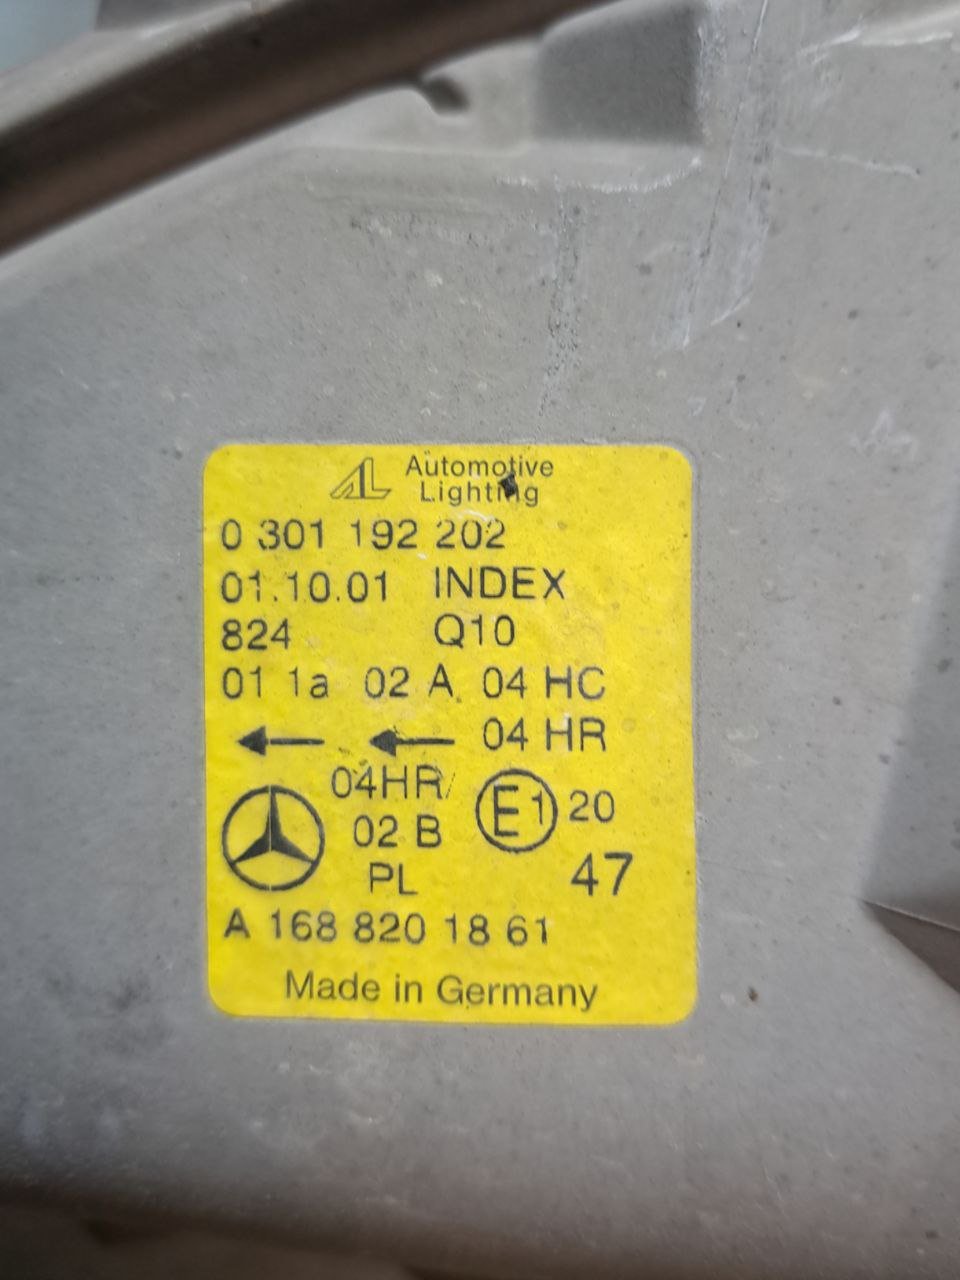 AL Automotive
Lighting
0 301 192 202
01.10.01 INDEX
824 Q10
01 1a 02 A 04 HC
← ← 04 HR
04HR/
02 B E1 20
PL 47
A 168 820 18 61
Made in Germany